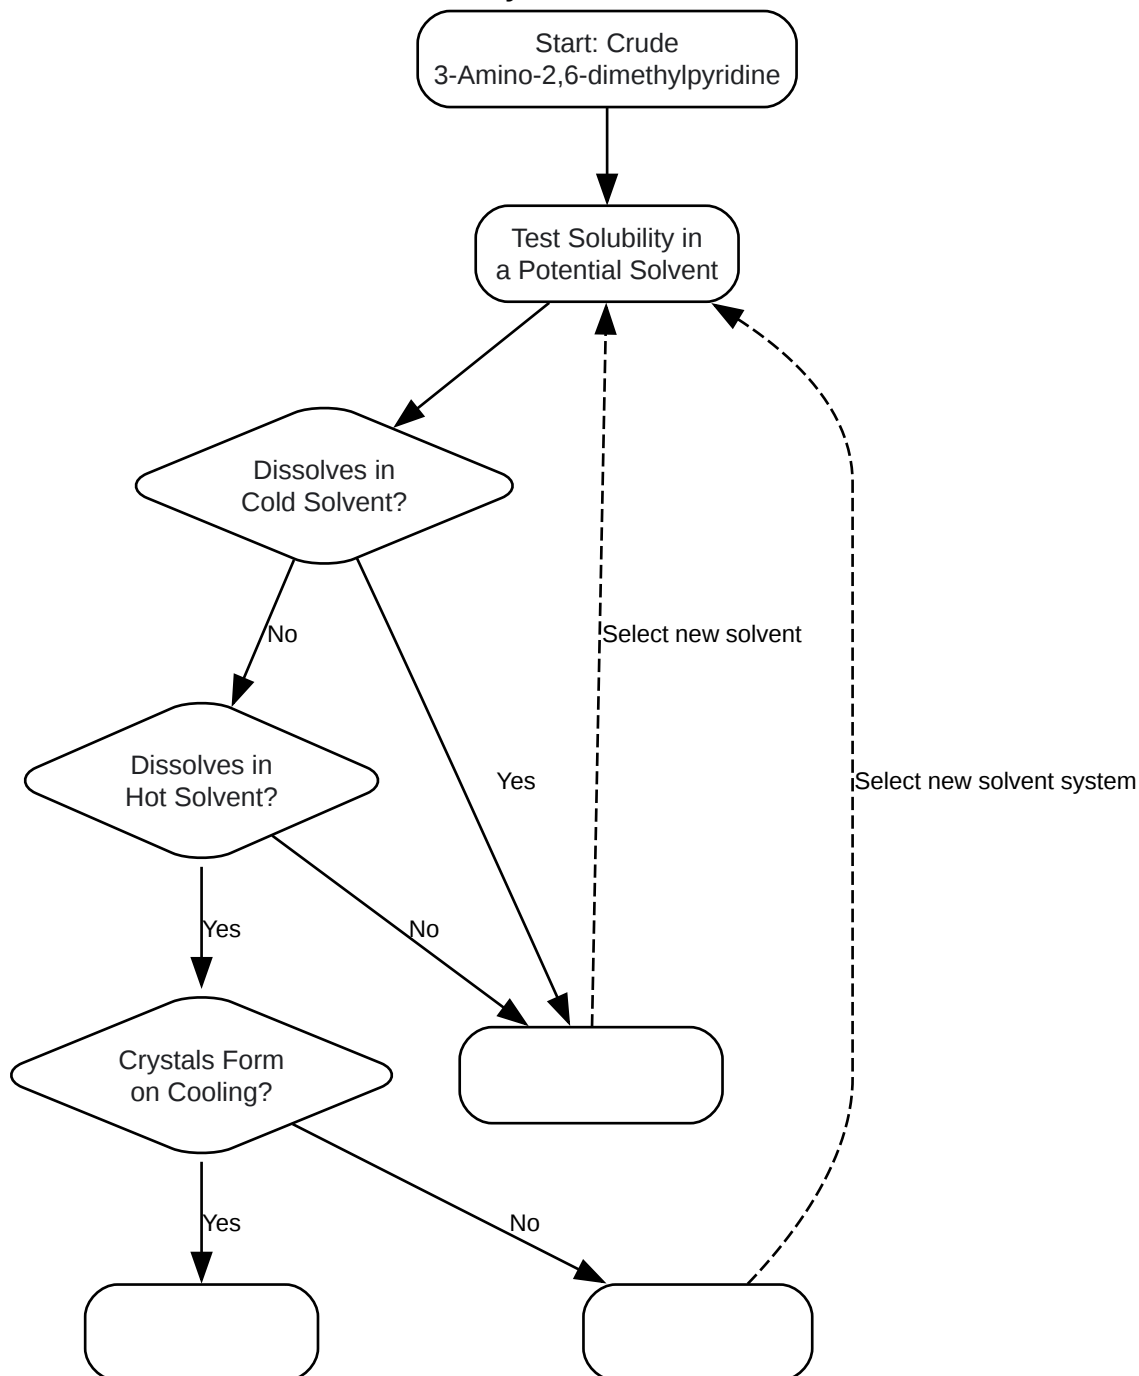 Start: Crude
3-Amino-2,6-dimethylpyridine
Test Solubility in
a Potential Solvent
Dissolves in
Cold Solvent?
No
Select new solvent
Dissolves in
Hot Solvent?
Yes
Select new solvent system
Yes
No
Crystals Form
on Cooling?
Yes
No